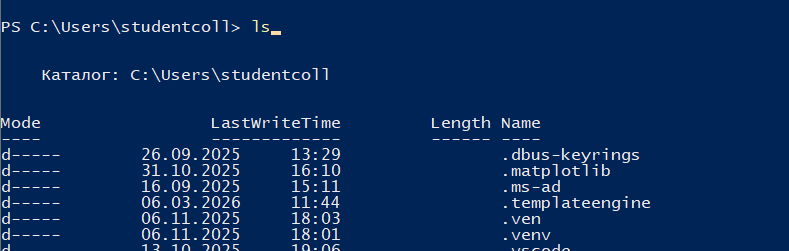 PS C:\Users\studentcoll> ls
Каталог: C:\Users\studentcoll
Mode LastWriteTime Length Name
---- ------------- ------ ----
d----- 26.09.2025 13:29 .dbus-keyrings
d----- 31.10.2025 16:10 .matplotlib
d----- 16.09.2025 15:11 .ms-ad
d----- 06.03.2026 11:44 .templateengine
d----- 06.11.2025 18:03 .ven
d----- 06.11.2025 18:01 .venv
d----- 13.10.2025 19:06 .vscode